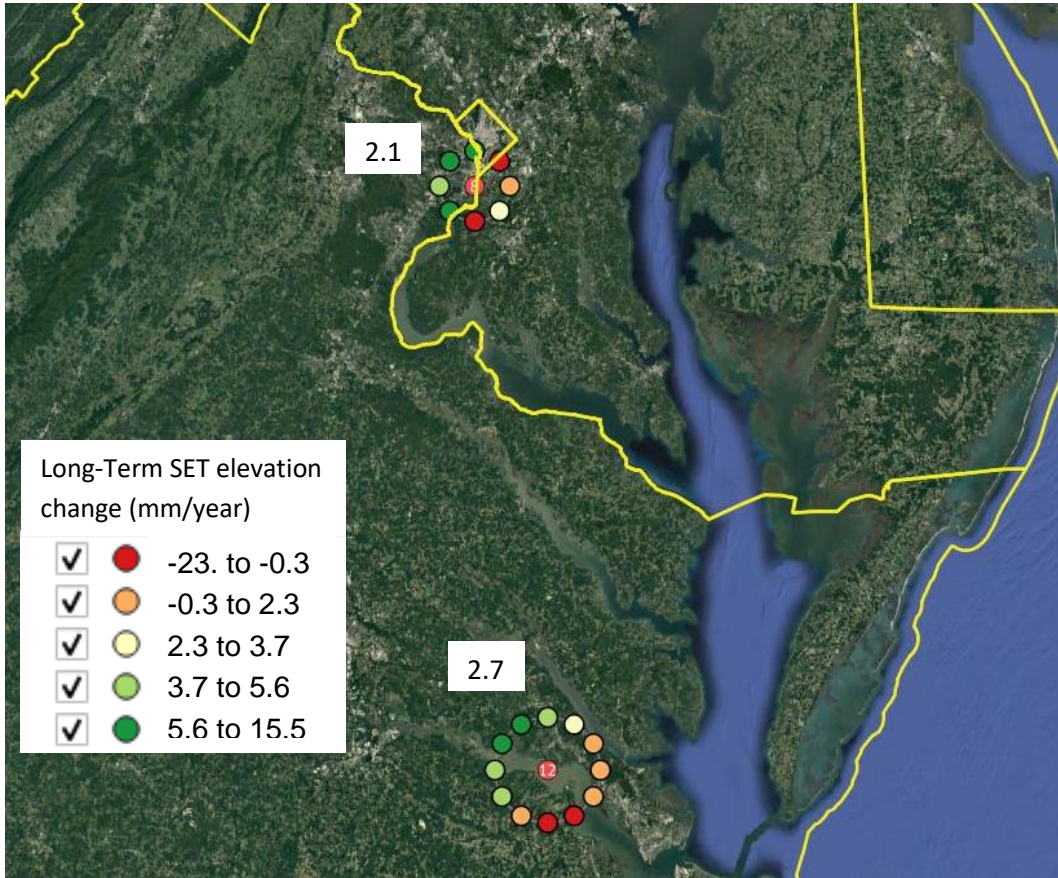 2.1
8
Long-Term SET elevation
change (mm/year)
-23. to -0.3
-0.3 to 2.3
2.3 to 3.7
3.7 to 5.6
5.6 to 15.5
2.7
12